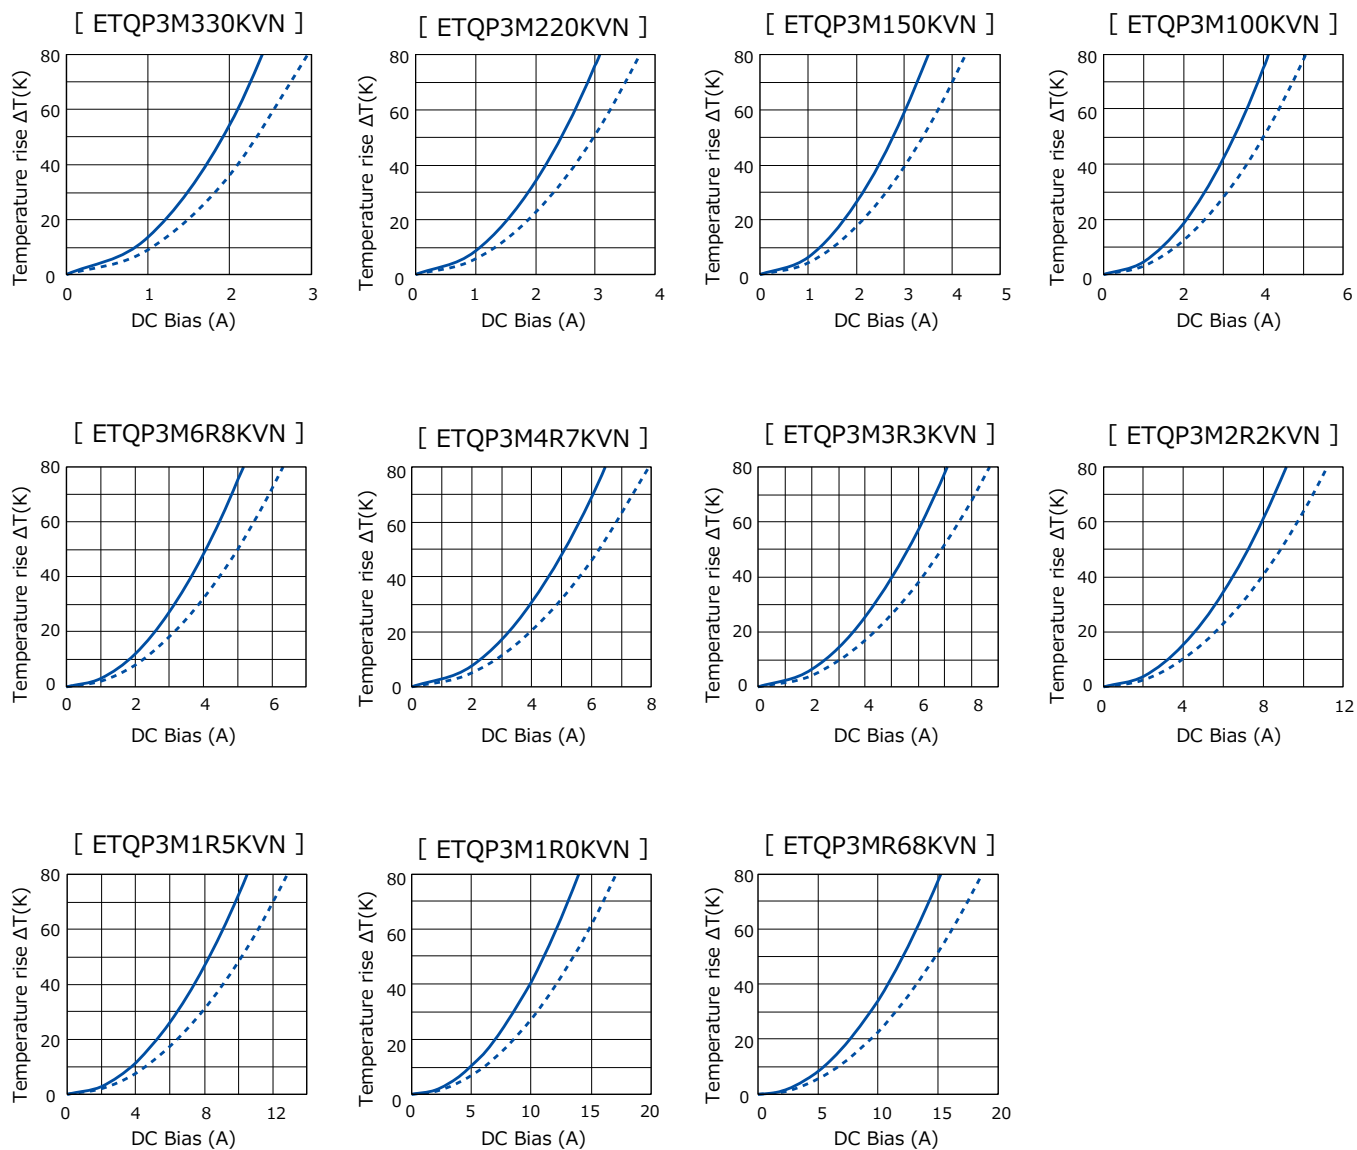 [ ETQP3M330KVN ]
Temperature rise ΔT(K)
80
60
40
20
0
0 1 2 3
DC Bias (A)
[ ETQP3M220KVN ]
Temperature rise ΔT(K)
80
60
40
20
0
0 1 2 3 4
DC Bias (A)
[ ETQP3M150KVN ]
Temperature rise ΔT(K)
80
60
40
20
0
0 1 2 3 4 5
DC Bias (A)
[ ETQP3M100KVN ]
Temperature rise ΔT(K)
80
60
40
20
0
0 2 4 6
DC Bias (A)
[ ETQP3M6R8KVN ]
Temperature rise ΔT(K)
80
60
40
20
0
0 2 4 6
DC Bias (A)
[ ETQP3M4R7KVN ]
Temperature rise ΔT(K)
80
60
40
20
0
0 2 4 6 8
DC Bias (A)
[ ETQP3M3R3KVN ]
Temperature rise ΔT(K)
80
60
40
20
0
0 2 4 6 8
DC Bias (A)
[ ETQP3M2R2KVN ]
Temperature rise ΔT(K)
80
60
40
20
0
0 4 8 12
DC Bias (A)
[ ETQP3M1R5KVN ]
Temperature rise ΔT(K)
80
60
40
20
0
0 4 8 12
DC Bias (A)
[ ETQP3M1R0KVN ]
Temperature rise ΔT(K)
80
60
40
20
0
0 5 10 15 20
DC Bias (A)
[ ETQP3MR68KVN ]
Temperature rise ΔT(K)
80
60
40
20
0
0 5 10 15 20
DC Bias (A)